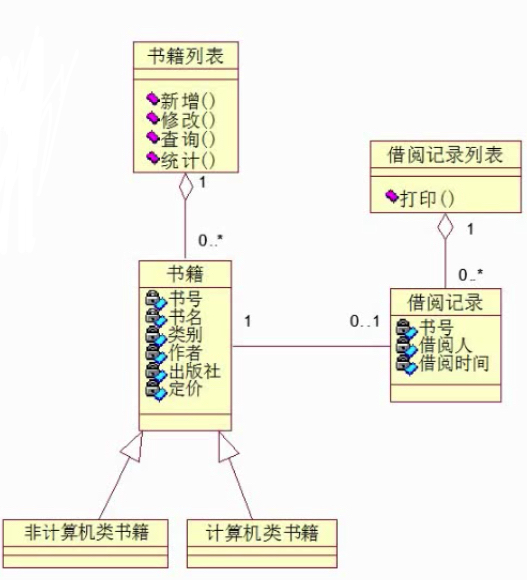 书籍列表
新增()
修改()
查询()
统计()
1
0..*
借阅记录列表
打印()
1
0..*
书籍
书号
书名
类别
作者
出版社
定价
1
0..1
借阅记录
书号
借阅人
借阅时间
非计算机类书籍
计算机类书籍